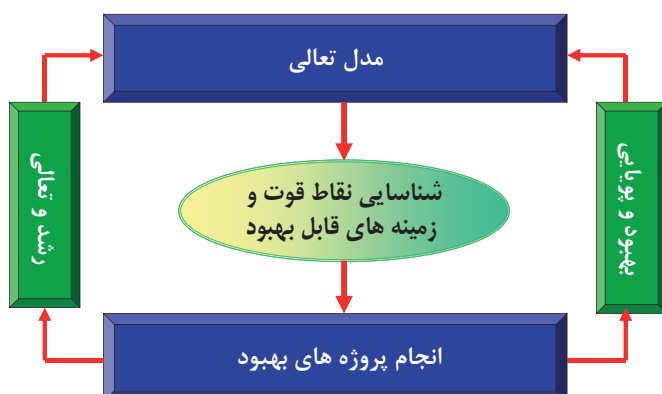 مدل تعالی
شناسایی نقاط قوت و
زمینه های قابل بهبود
انجام پروژه های بهبود
بهبود و پویایی
رشد و تعالی